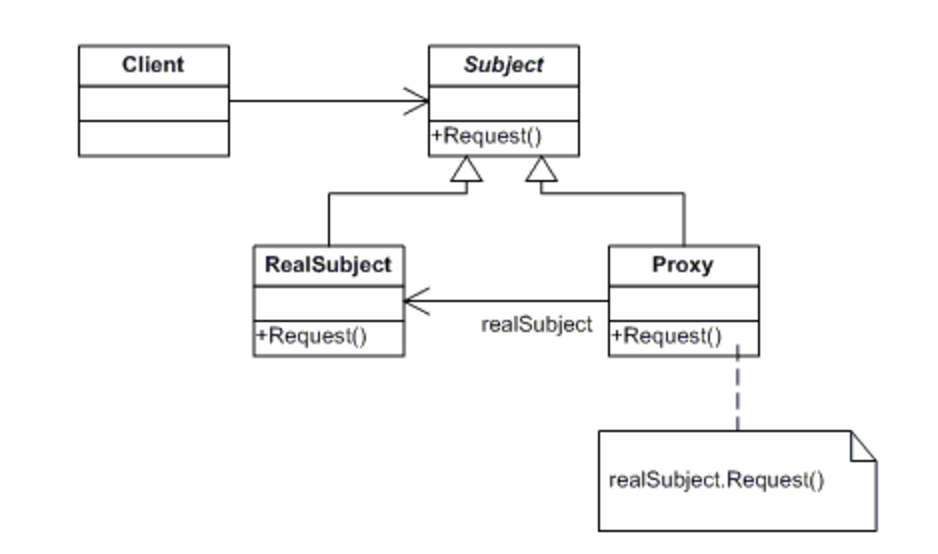 Client
Subject
+Request()
RealSubject
+Request()
realSubject
Proxy
+Request()
realSubject.Request()